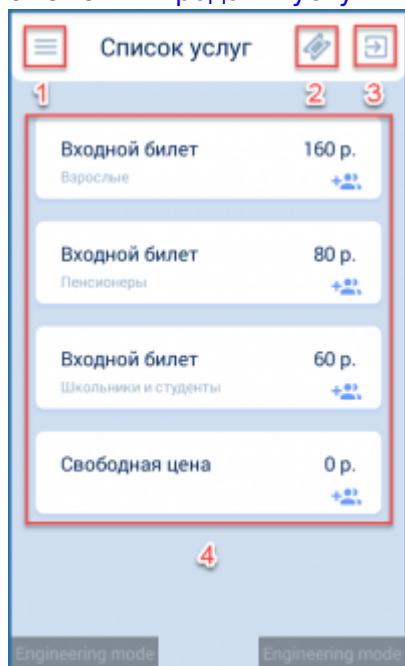 Список услуг
1
2
3
Входной билет 160 р.
Взрослые
Входной билет 80 р.
Пенсионеры
Входной билет 60 р.
Школьники и студенты
Свободная цена 0 р.
4
Engineering mode Engineering mode